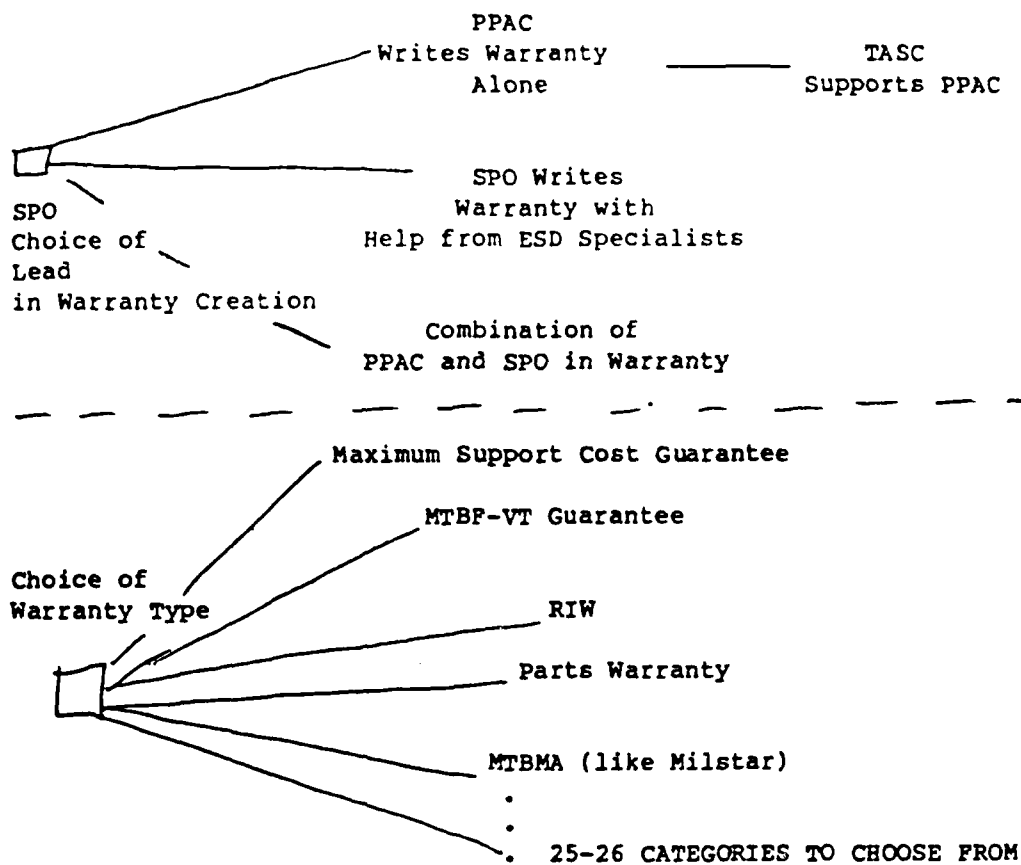 PPAC
Writes Warranty
Alone
TASC
Supports PPAC
SPO Writes
Warranty with
Help from ESD Specialists
SPO
Choice of
Lead
in Warranty Creation
Combination of
PPAC and SPO in Warranty
Maximum Support Cost Guarantee
MTBF-VT Guarantee
Choice of
Warranty Type
RIW
Parts Warranty
MTBMA (like Milstar)
25-26 CATEGORIES TO CHOOSE FROM